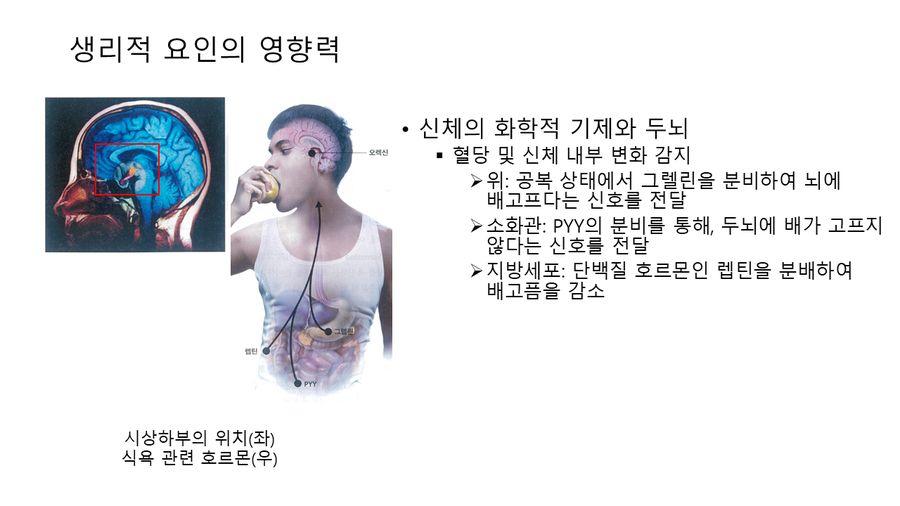 생리적 요인의 영향력
오렉신
그렐린
렙틴
PYY
시상하부의 위치(좌)
식욕 관련 호르몬(우)
• 신체의 화학적 기제와 두뇌
▪ 혈당 및 신체 내부 변화 감지
➢위: 공복 상태에서 그렐린을 분비하여 뇌에
배고프다는 신호를 전달
➢소화관: PYY의 분비를 통해, 두뇌에 배가 고프지
않다는 신호를 전달
➢지방세포: 단백질 호르몬인 렙틴을 분배하여
배고픔을 감소